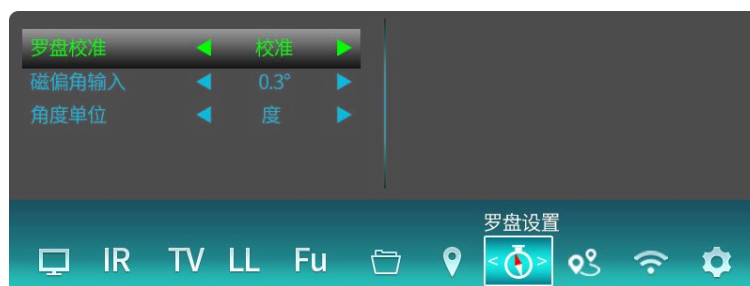 罗盘校准 ◀ 校准 ▶
磁偏角输入 ◀ 0.3° ▶
角度单位 ◀ 度 ▶
罗盘设置
IR TV LL Fu < >